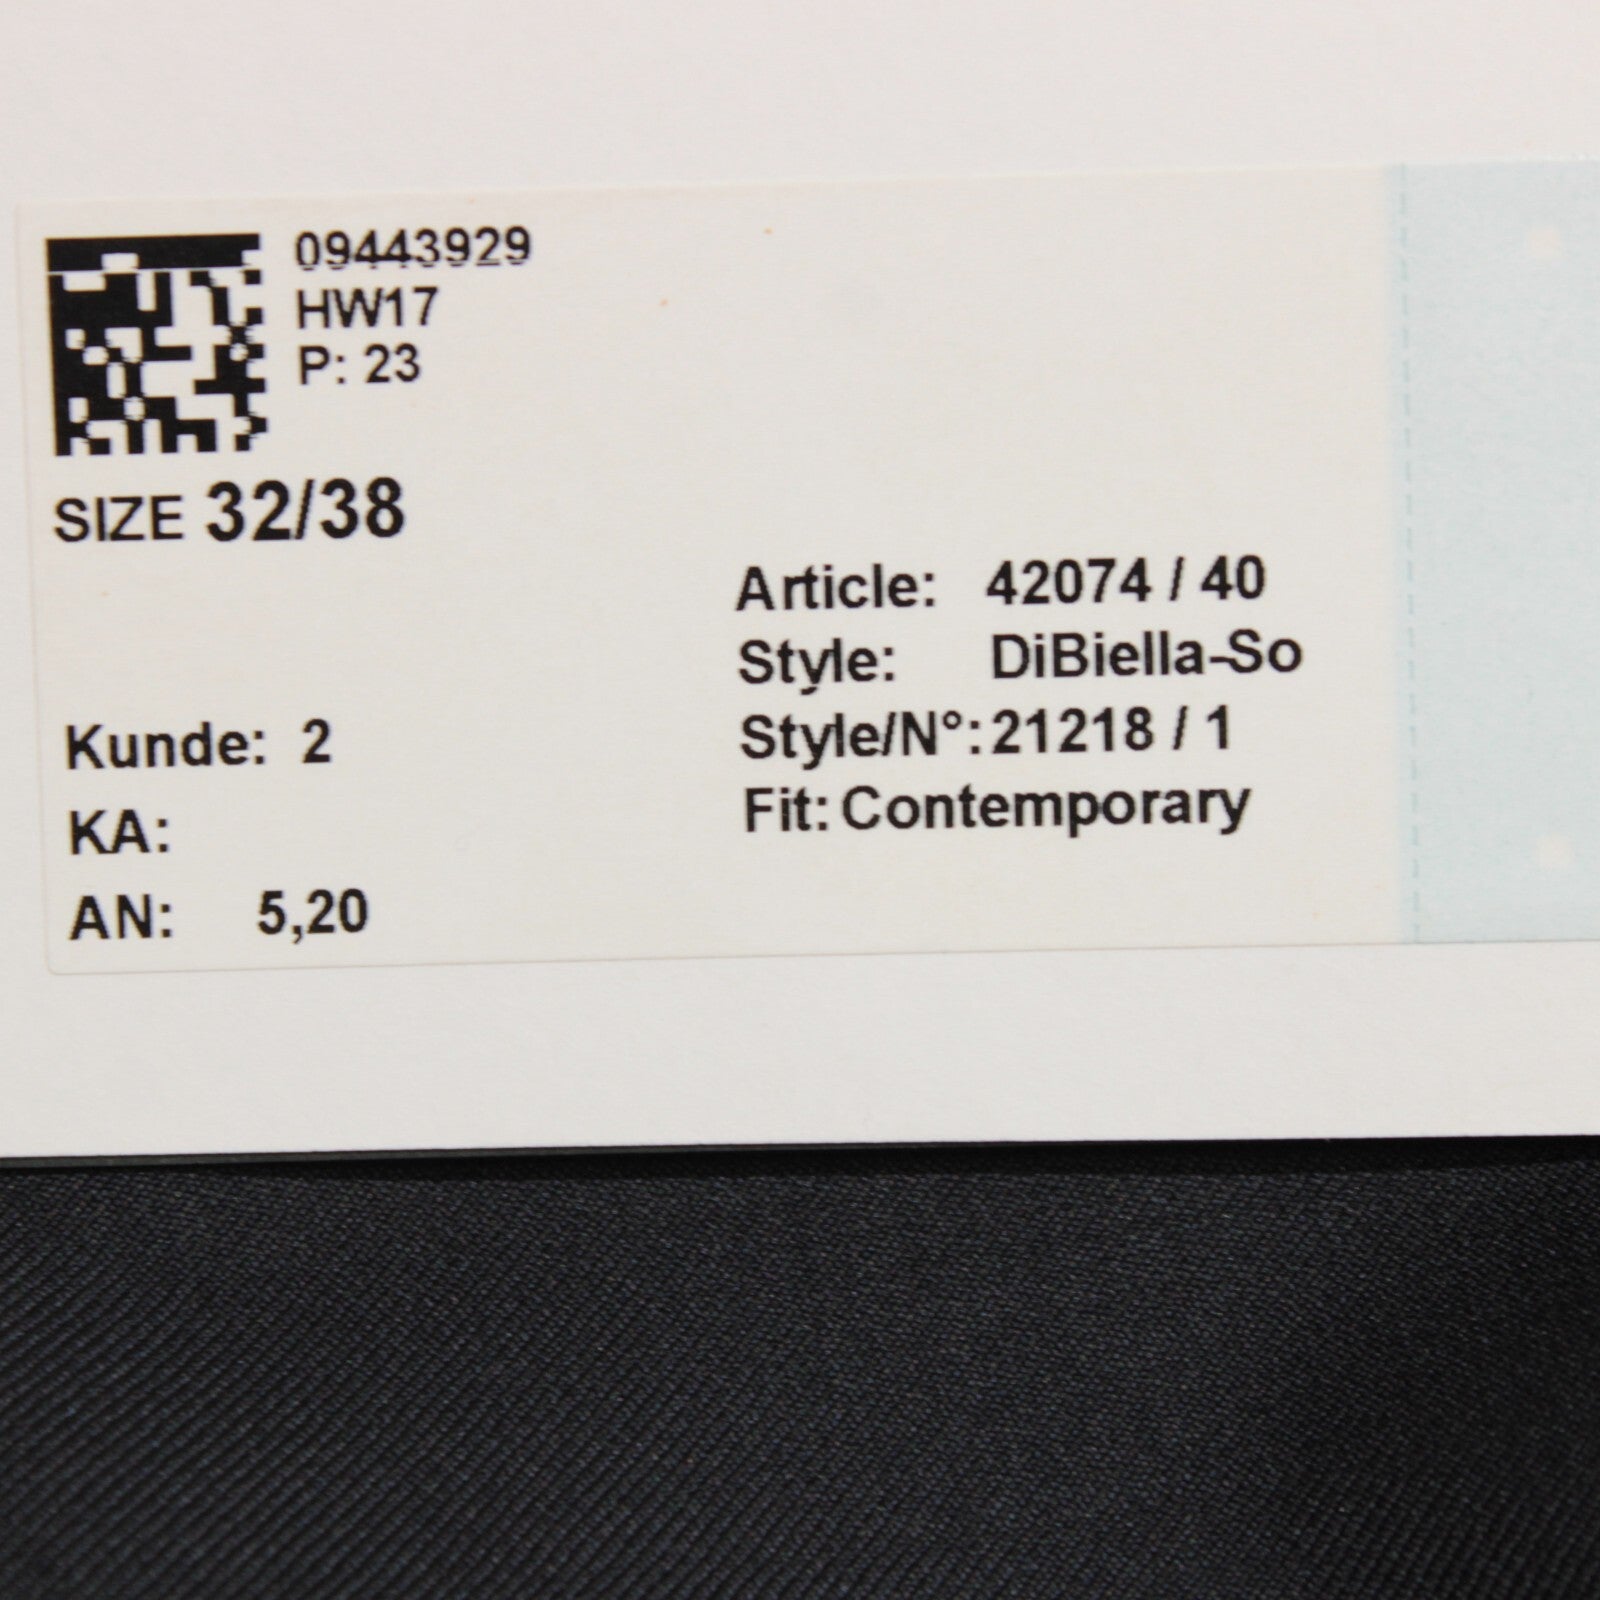 09443929
HW17
P: 23
SIZE 32/38
Article: 42074 / 40
Style: DiBiella-So
Style/N°: 21218 / 1
Fit: Contemporary
Kunde: 2
KA:
AN: 5,20